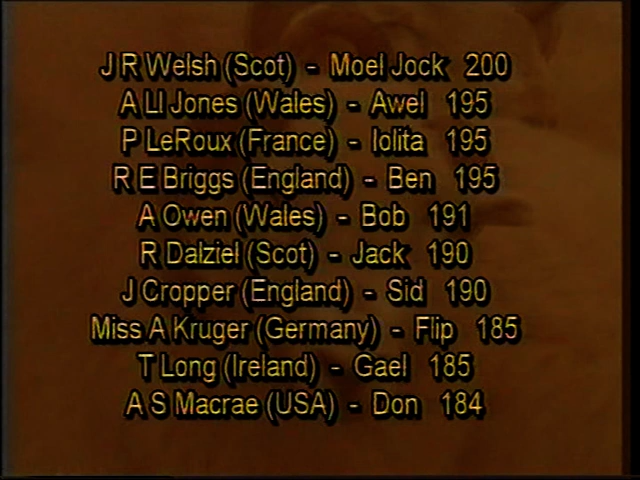 J R Welsh (Scot) - Moel Jock 200
A Ll Jones (Wales) - Awel 195
P LeRoux (France) - Iolita 195
R E Briggs (England) - Ben 195
A Owen (Wales) - Bob 191
R Dalziel (Scot) - Jack 190
J Cropper (England) - Sid 190
Miss A Kruger (Germany) - Flip 185
T Long (Ireland) - Gael 185
A S Macrae (USA) - Don 184